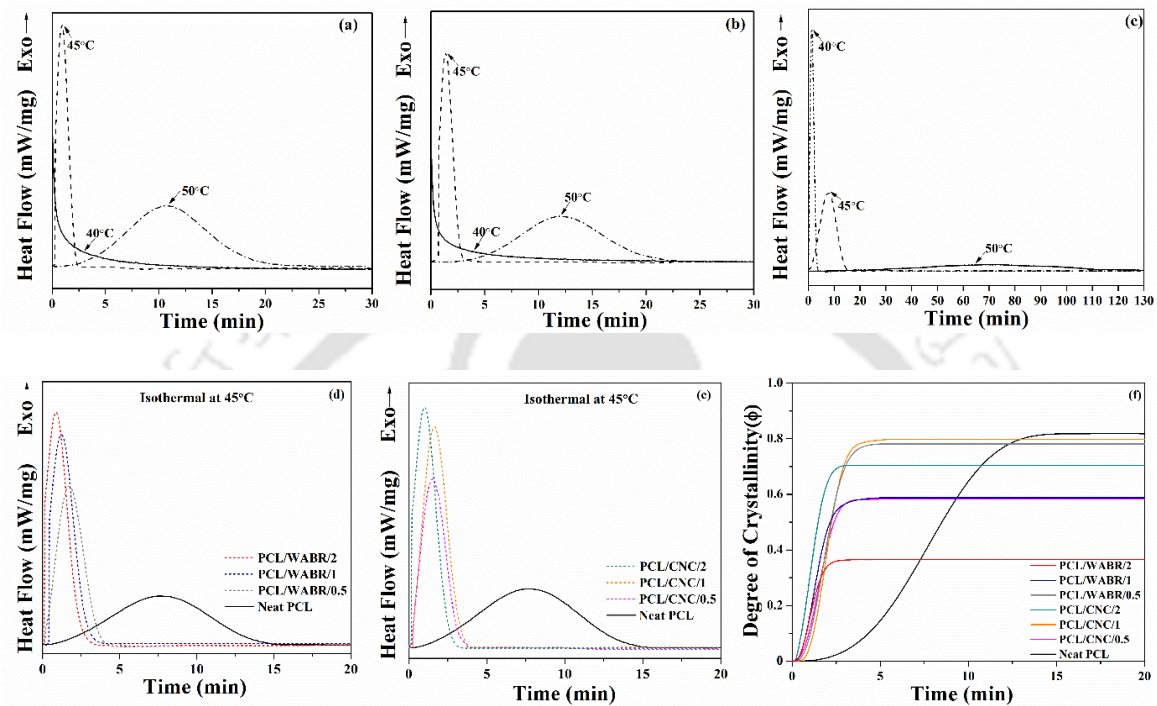 (a)
45°C
50°C
40°C
Heat Flow (mW/mg) Exo
0 5 10 15 20 25 30
Time (min)
(b)
45°C
50°C
40°C
Heat Flow (mW/mg) Exo
0 5 10 15 20 25 30
Time (min)
(c)
40°C
45°C
50°C
Heat Flow (mW/mg) Exo
0 10 20 30 40 50 60 70 80 90 100 110 120 130
Time (min)
Isothermal at 45°C
(d)
PCL/WABR/2
PCL/WABR/1
PCL/WABR/0.5
Neat PCL
Heat Flow (mW/mg) Exo
0 5 10 15 20
Time (min)
Isothermal at 45°C
(e)
PCL/CNC/2
PCL/CNC/1
PCL/CNC/0.5
Neat PCL
Heat Flow (mW/mg) Exo
0 5 10 15 20
Time (min)
(f)
1.0
0.8
0.6
0.4
0.2
0
Degree of Crystallinity(ϕ)
PCL/WABR/2
PCL/WABR/1
PCL/WABR/0.5
PCL/CNC/2
PCL/CNC/1
PCL/CNC/0.5
Neat PCL
0 5 10 15 20
Time (min)